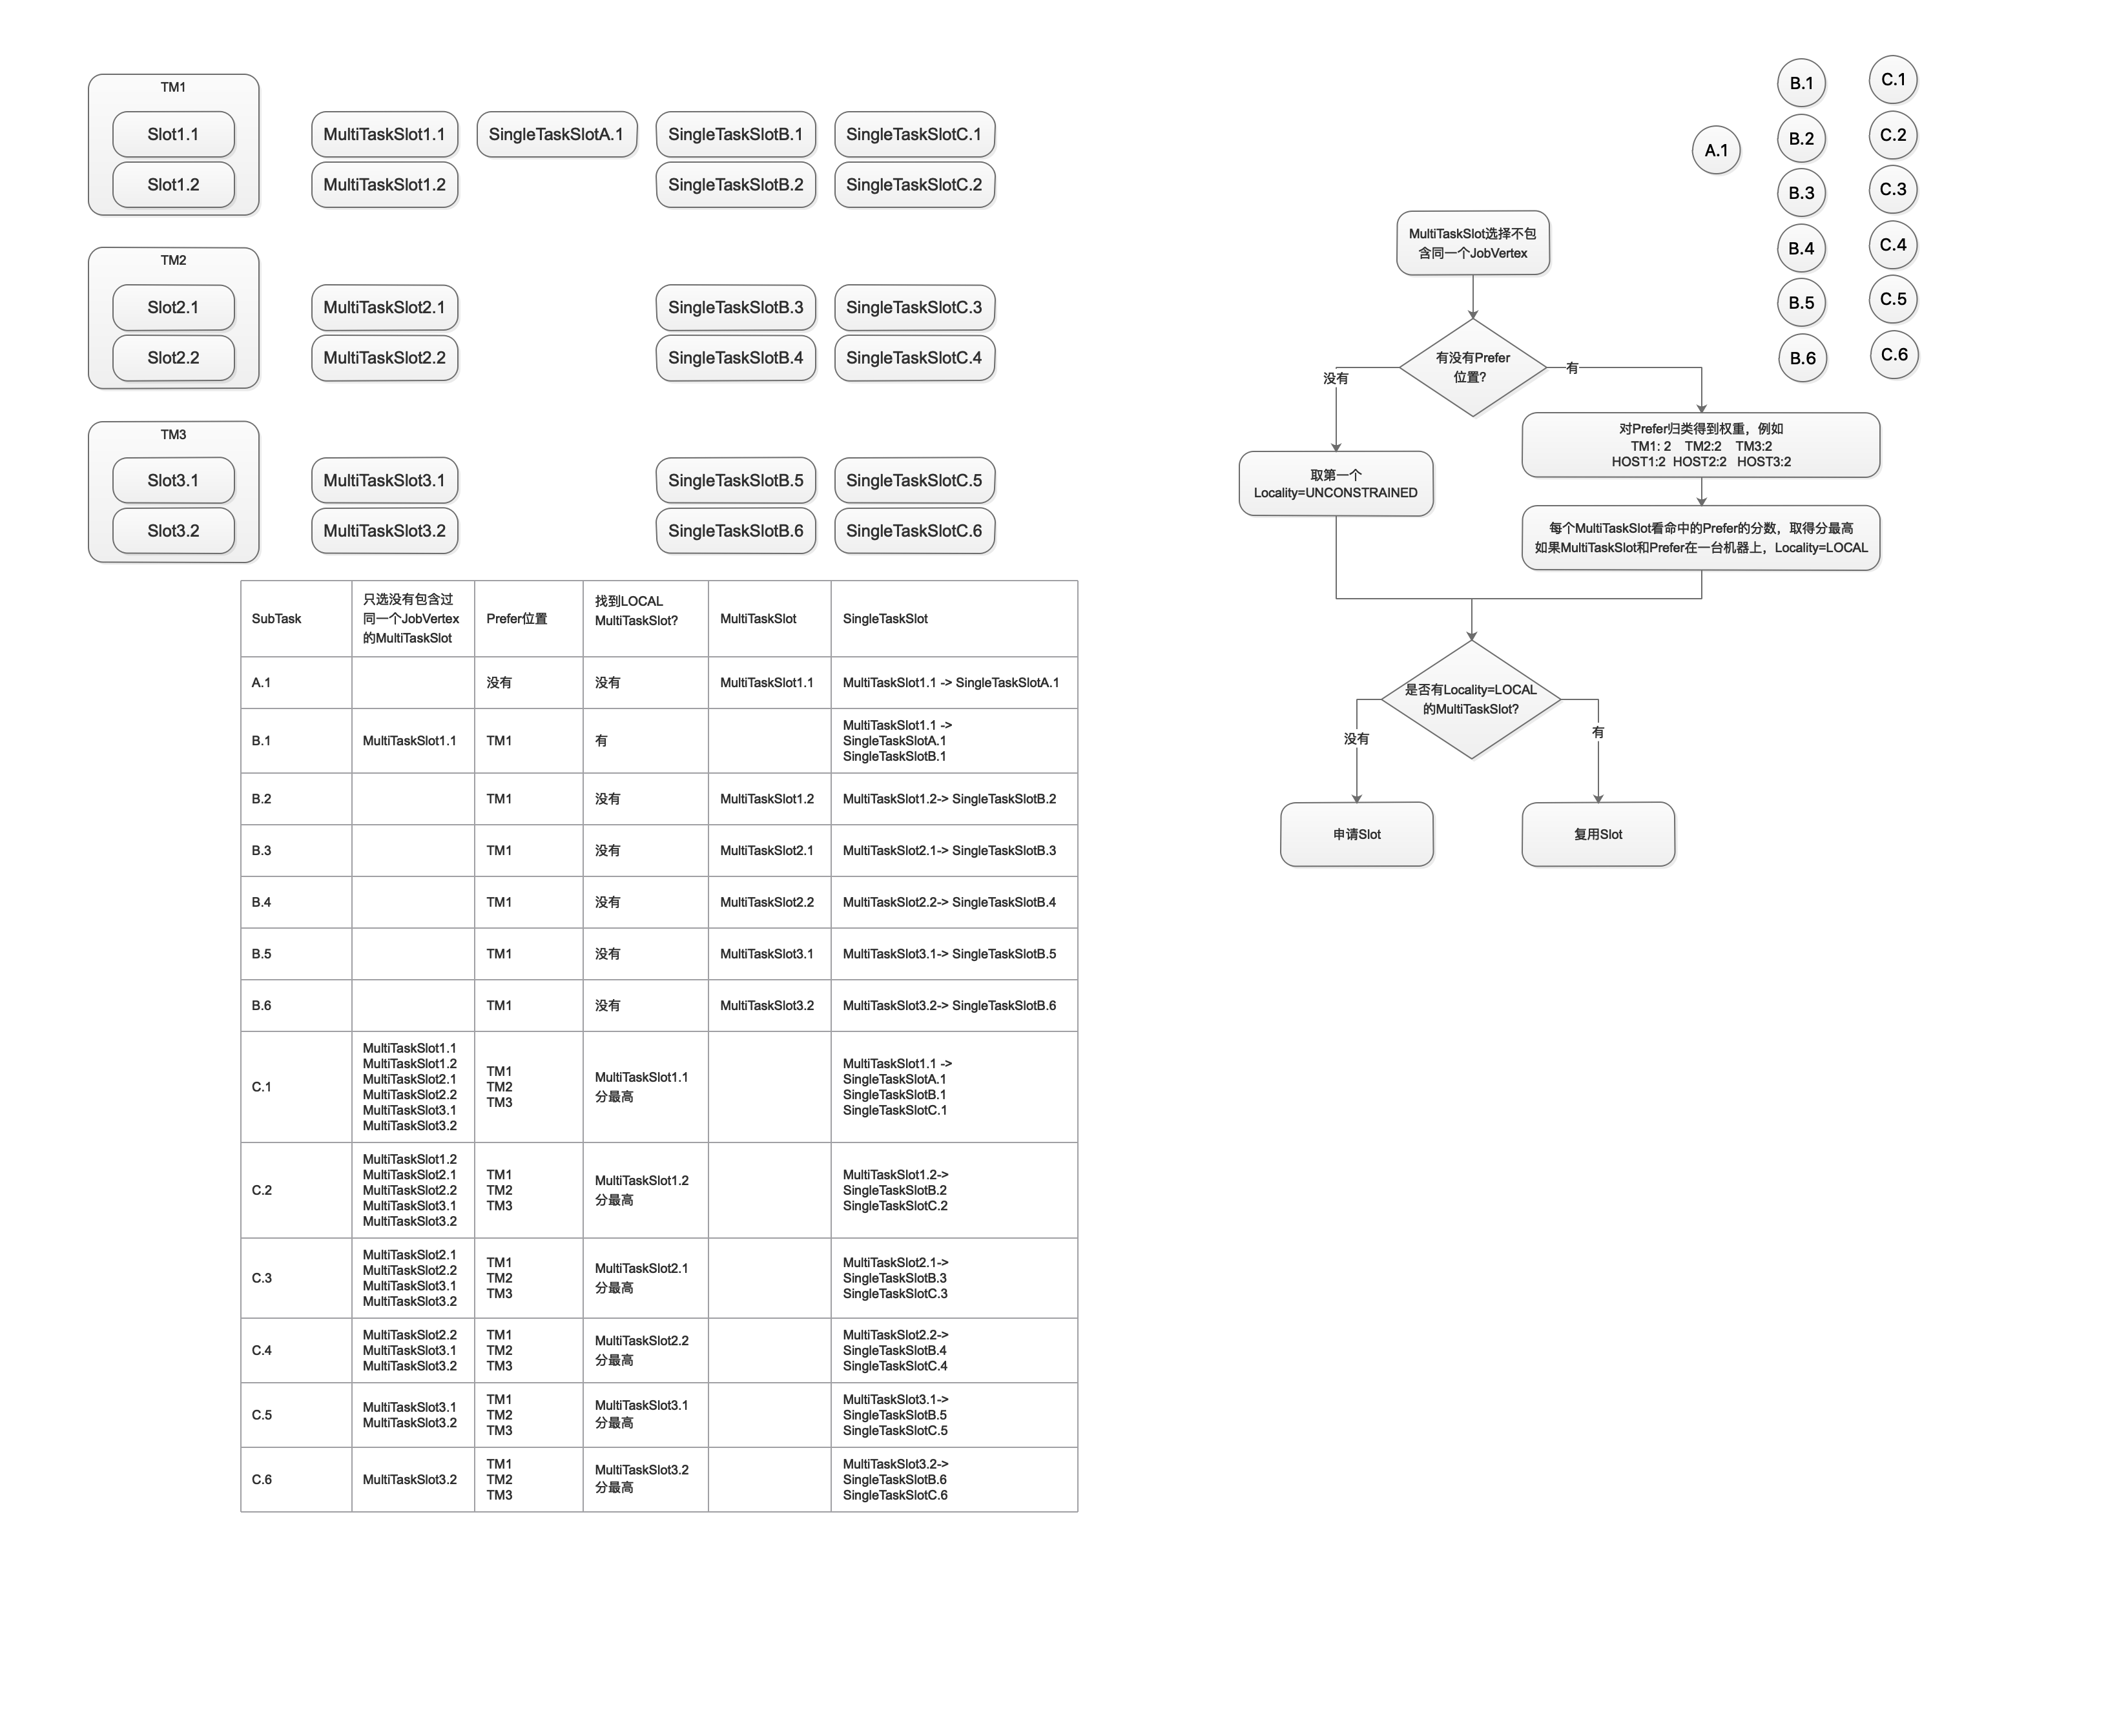 TM1
Slot1.1
Slot1.2
MultiTaskSlot1.1
SingleTaskSlotA.1
SingleTaskSlotB.1
SingleTaskSlotC.1
MultiTaskSlot1.2
SingleTaskSlotB.2
SingleTaskSlotC.2
TM2
Slot2.1
Slot2.2
MultiTaskSlot2.1
SingleTaskSlotB.3
SingleTaskSlotC.3
MultiTaskSlot2.2
SingleTaskSlotB.4
SingleTaskSlotC.4
TM3
Slot3.1
Slot3.2
MultiTaskSlot3.1
SingleTaskSlotB.5
SingleTaskSlotC.5
MultiTaskSlot3.2
SingleTaskSlotB.6
SingleTaskSlotC.6
SubTask
只选没有包含过
同一个JobVertex
的MultiTaskSlot
Prefer位置
找到LOCAL
MultiTaskSlot?
MultiTaskSlot
SingleTaskSlot
A.1
没有
没有
MultiTaskSlot1.1
MultiTaskSlot1.1 -> SingleTaskSlotA.1
B.1
MultiTaskSlot1.1
TM1
有
MultiTaskSlot1.1 ->
SingleTaskSlotA.1
SingleTaskSlotB.1
B.2
TM1
没有
MultiTaskSlot1.2
MultiTaskSlot1.2-> SingleTaskSlotB.2
B.3
TM1
没有
MultiTaskSlot2.1
MultiTaskSlot2.1-> SingleTaskSlotB.3
B.4
TM1
没有
MultiTaskSlot2.2
MultiTaskSlot2.2-> SingleTaskSlotB.4
B.5
TM1
没有
MultiTaskSlot3.1
MultiTaskSlot3.1-> SingleTaskSlotB.5
B.6
TM1
没有
MultiTaskSlot3.2
MultiTaskSlot3.2-> SingleTaskSlotB.6
C.1
MultiTaskSlot1.1
MultiTaskSlot1.2
MultiTaskSlot2.1
MultiTaskSlot2.2
MultiTaskSlot3.1
MultiTaskSlot3.2
TM1
TM2
TM3
MultiTaskSlot1.1
分最高
MultiTaskSlot1.1 ->
SingleTaskSlotA.1
SingleTaskSlotB.1
SingleTaskSlotC.1
C.2
MultiTaskSlot1.2
MultiTaskSlot2.1
MultiTaskSlot2.2
MultiTaskSlot3.1
MultiTaskSlot3.2
TM1
TM2
TM3
MultiTaskSlot1.2
分最高
MultiTaskSlot1.2->
SingleTaskSlotB.2
SingleTaskSlotC.2
C.3
MultiTaskSlot2.1
MultiTaskSlot2.2
MultiTaskSlot3.1
MultiTaskSlot3.2
TM1
TM2
TM3
MultiTaskSlot2.1
分最高
MultiTaskSlot2.1->
SingleTaskSlotB.3
SingleTaskSlotC.3
C.4
MultiTaskSlot2.2
MultiTaskSlot3.1
MultiTaskSlot3.2
TM1
TM2
TM3
MultiTaskSlot2.2
分最高
MultiTaskSlot2.2->
SingleTaskSlotB.4
SingleTaskSlotC.4
C.5
MultiTaskSlot3.1
MultiTaskSlot3.2
TM1
TM2
TM3
MultiTaskSlot3.1
分最高
MultiTaskSlot3.1->
SingleTaskSlotB.5
SingleTaskSlotC.5
C.6
MultiTaskSlot3.2
TM1
TM2
TM3
MultiTaskSlot3.2
分最高
MultiTaskSlot3.2->
SingleTaskSlotB.6
SingleTaskSlotC.6
A.1
B.1
B.2
B.3
B.4
B.5
B.6
C.1
C.2
C.3
C.4
C.5
C.6
MultiTaskSlot选择不包
含同一个JobVertex
有没有Prefer
位置?
没有
有
取第一个
Locality=UNCONSTRAINED
对Prefer归类得到权重，例如
TM1: 2 TM2:2 TM3:2
HOST1:2 HOST2:2 HOST3:2
每个MultiTaskSlot看命中的Prefer的分数，取得分最高
如果MultiTaskSlot和Prefer在一台机器上，Locality=LOCAL
是否有Locality=LOCAL
的MultiTaskSlot?
没有
有
申请Slot
复用Slot